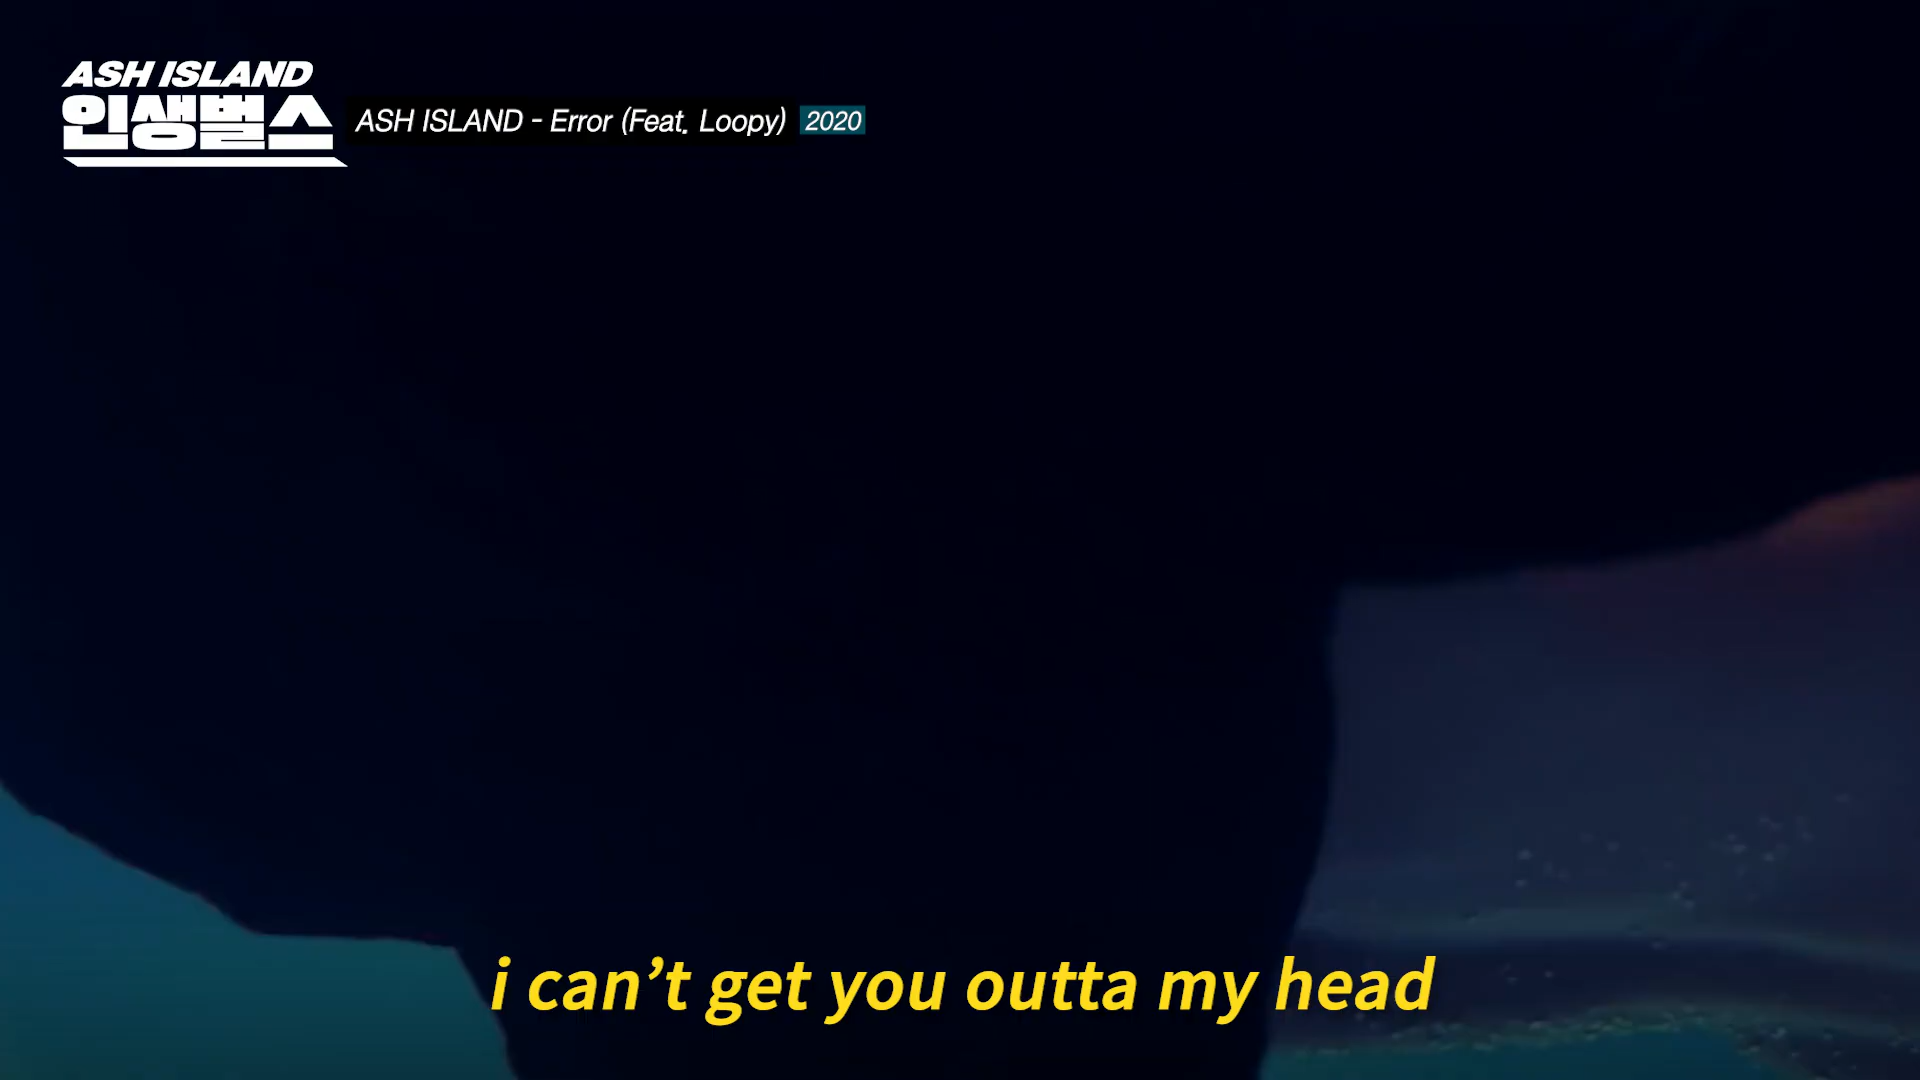 ASH ISLAND
인생벌스
ASH ISLAND - Error (Feat. Loopy) 2020
i can't get you outta my head